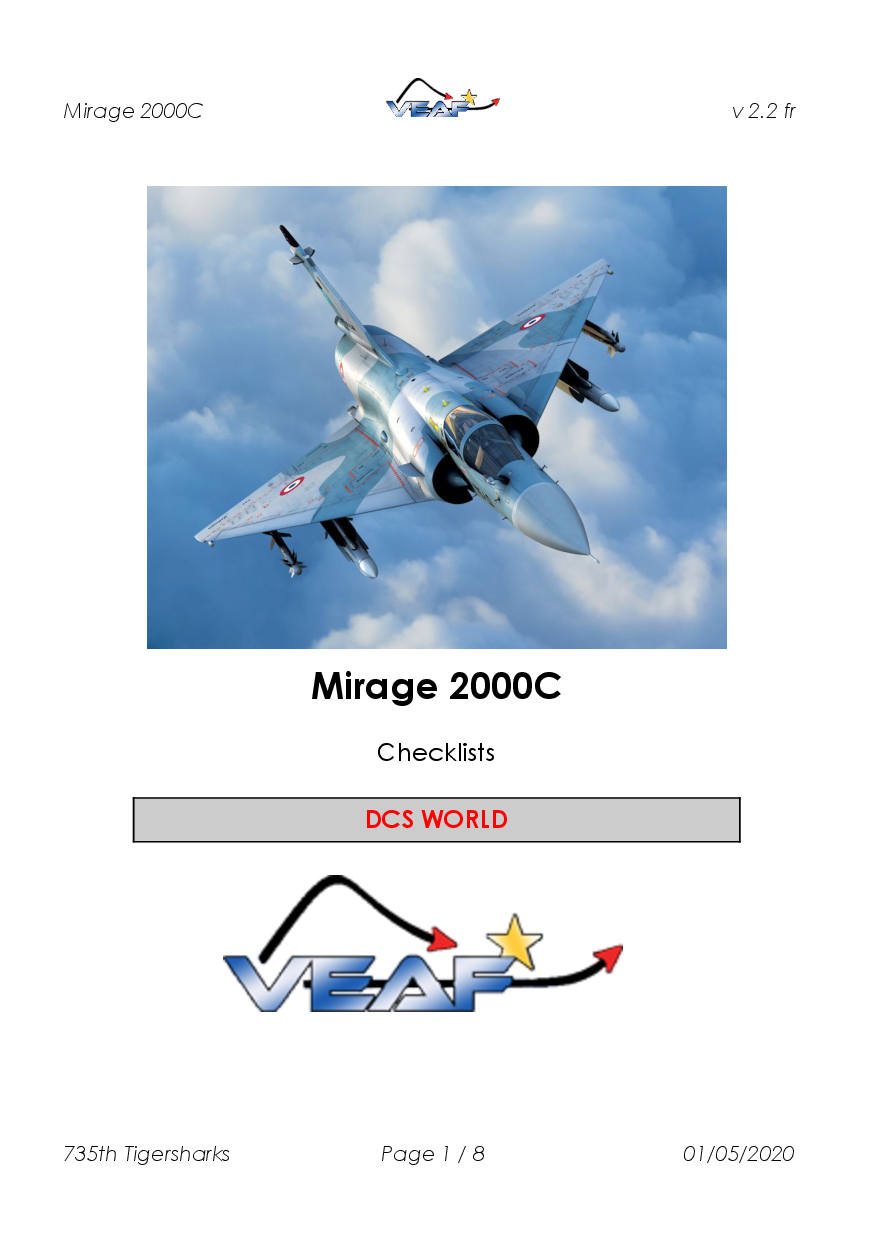 Mirage 2000C
VEAF
v 2.2 fr
Mirage 2000C
Checklists
DCS WORLD
VEAF
735th Tigersharks
Page 1 / 8
01/05/2020